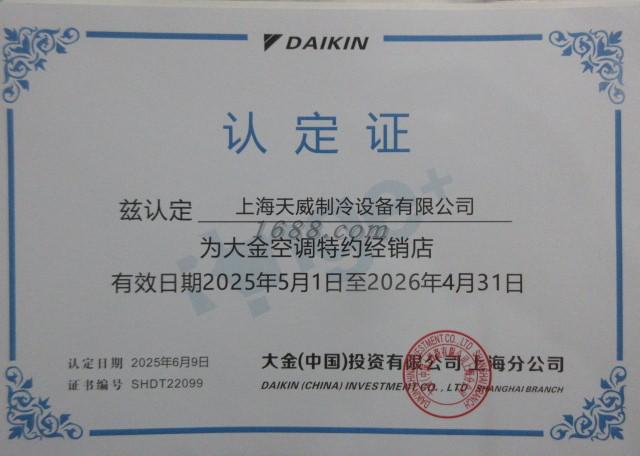 DAIKIN
认定证
兹认定 上海天威制冷设备有限公司
1688.com
为大金空调特约经销店
有效日期2025年5月1日至2026年4月31日
认定日期 2025年6月9日
证书编号 SHDT22099
大金(中国)投资有限公司 上海分公司
DAIKIN (CHINA) INVESTMENT CO., LTD SHANGHAI BRANCH